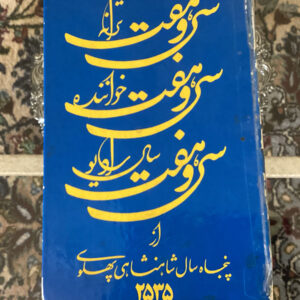 سی و هفت ترانه
سی و هفت خواننده
سی و هفت سال رادیو
از
پنجاه سال شاهنشاهی پهلوی
۲۵۳۵